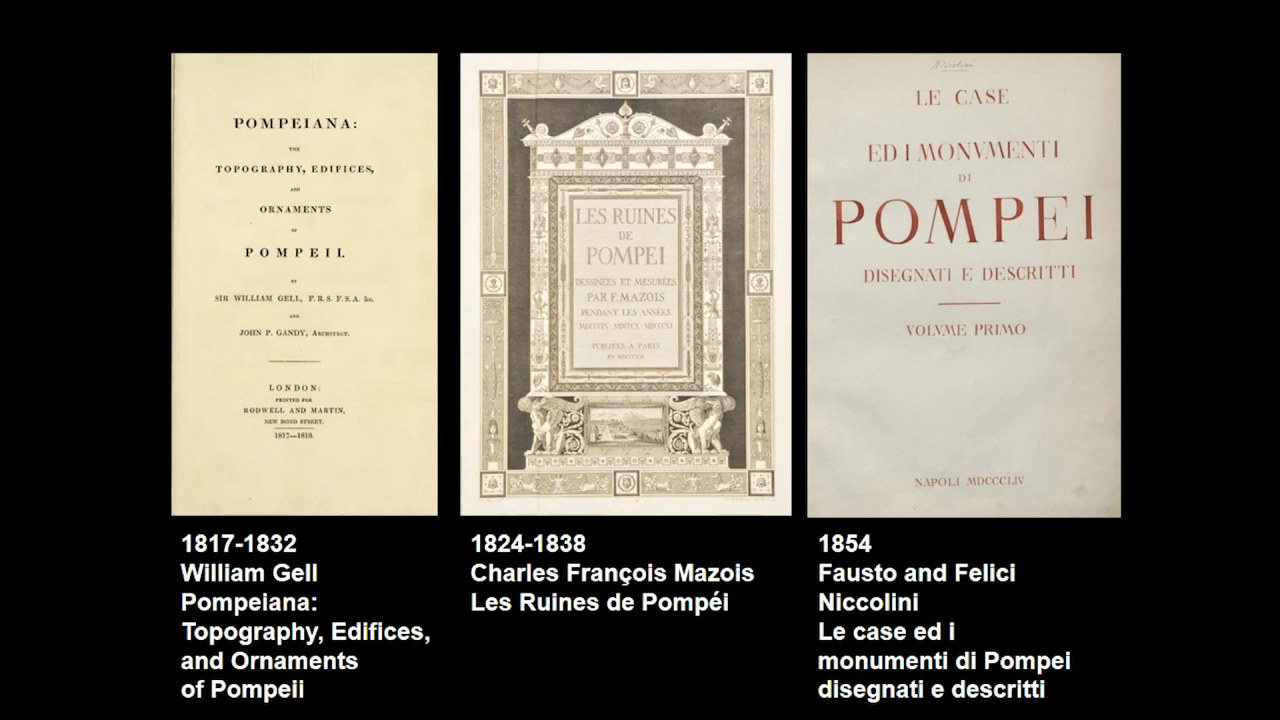 POMPEIANA:
THE
TOPOGRAPHY, EDIFICES,
AND
ORNAMENTS
OF
POMPEII.
BY
SIR WILLIAM GELL, F.R.S. F.S.A. &c.
AND
JOHN P. GANDY, ARCHITECT.
LONDON:
PRINTED FOR
RODWELL AND MARTIN,
NEW BOND STREET.
1817—1819.
LES RUINES
DE
POMPEI
DESSINÉES ET MESURÉES
PAR F. MAZOIS
PENDANT LES ANNÉES
MDCCCIX · MDCCCX · MDCCCXI
PUBLIÉES A PARIS
Niccolini
LE CASE
ED I MONVMENTI
DI
POMPEI
DISEGNATI E DESCRITTI
VOLVME PRIMO
NAPOLI MDCCCLIV
1817-1832
William Gell
Pompeiana:
Topography, Edifices,
and Ornaments
of Pompeii
1824-1838
Charles François Mazois
Les Ruines de Pompéi
1854
Fausto and Felici
Niccolini
Le case ed i
monumenti di Pompei
disegnati e descritti